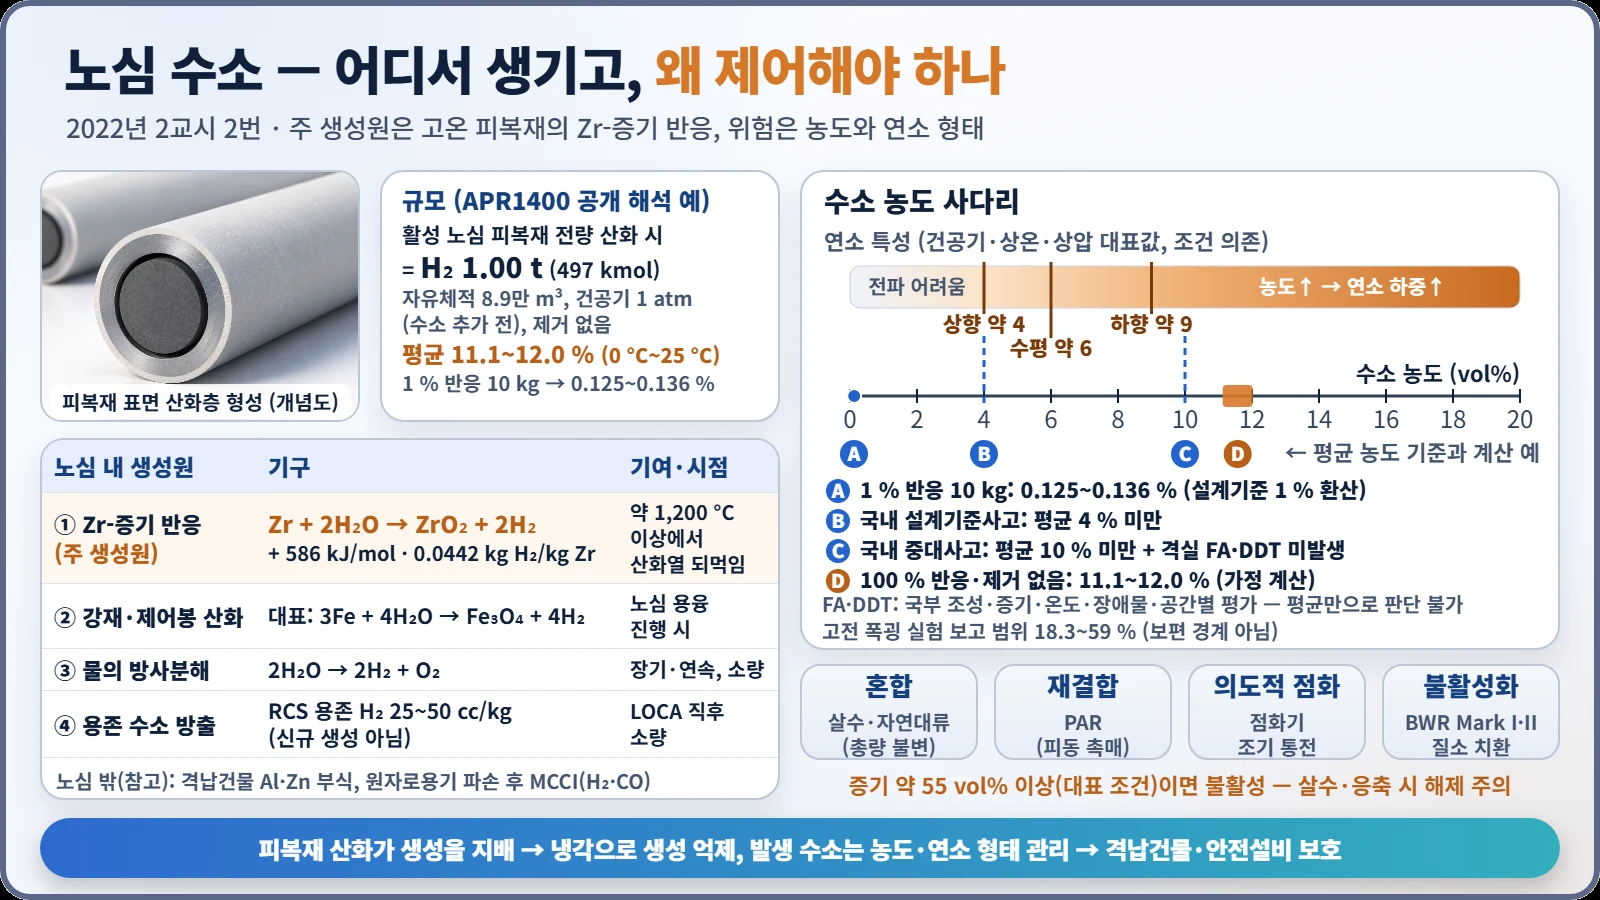 노심 수소 — 어디서 생기고, 왜 제어해야 하나
2022년 2교시 2번 · 주 생성원은 고온 피복재의 Zr-증기 반응, 위험은 농도와 연소 형태
피복재 표면 산화층 형성 (개념도)
규모 (APR1400 공개 해석 예)
활성 노심 피복재 전량 산화 시
= H₂ 1.00 t (497 kmol)
자유체적 8.9만 m³, 건공기 1 atm
(수소 추가 전), 제거 없음
평균 11.1~12.0 % (0 °C~25 °C)
1 % 반응 10 kg → 0.125~0.136 %
노심 내 생성원 기구 기여·시점
① Zr-증기 반응
(주 생성원)
Zr + 2H₂O → ZrO₂ + 2H₂
+ 586 kJ/mol · 0.0442 kg H₂/kg Zr
약 1,200 °C
이상에서
산화열 되먹임
② 강재·제어봉 산화
대표: 3Fe + 4H₂O → Fe₃O₄ + 4H₂
노심 용융
진행 시
③ 물의 방사분해
2H₂O → 2H₂ + O₂
장기·연속, 소량
④ 용존 수소 방출
RCS 용존 H₂ 25~50 cc/kg
(신규 생성 아님)
LOCA 직후
소량
노심 밖(참고): 격납건물 Al·Zn 부식, 원자로용기 파손 후 MCCI(H₂·CO)
수소 농도 사다리
연소 특성 (건공기·상온·상압 대표값, 조건 의존)
전파 어려움
농도↑ → 연소 하중↑
상향 약 4
수평 약 6
하향 약 9
수소 농도 (vol%)
0 2 4 6 8 10 12 14 16 18 20
A B C D ← 평균 농도 기준과 계산 예
A 1 % 반응 10 kg: 0.125~0.136 % (설계기준 1 % 환산)
B 국내 설계기준사고: 평균 4 % 미만
C 국내 중대사고: 평균 10 % 미만 + 격실 FA·DDT 미발생
D 100 % 반응·제거 없음: 11.1~12.0 % (가정 계산)
FA·DDT: 국부 조성·증기·온도·장애물·공간별 평가 — 평균만으로 판단 불가
고전 폭굉 실험 보고 범위 18.3~59 % (보편 경계 아님)
혼합
살수·자연대류
(총량 불변)
재결합
PAR
(피동 촉매)
의도적 점화
점화기
조기 통전
불활성화
BWR Mark I·II
질소 치환
증기 약 55 vol% 이상(대표 조건)이면 불활성 — 살수·응축 시 해제 주의
피복재 산화가 생성을 지배 → 냉각으로 생성 억제, 발생 수소는 농도·연소 형태 관리 → 격납건물·안전설비 보호